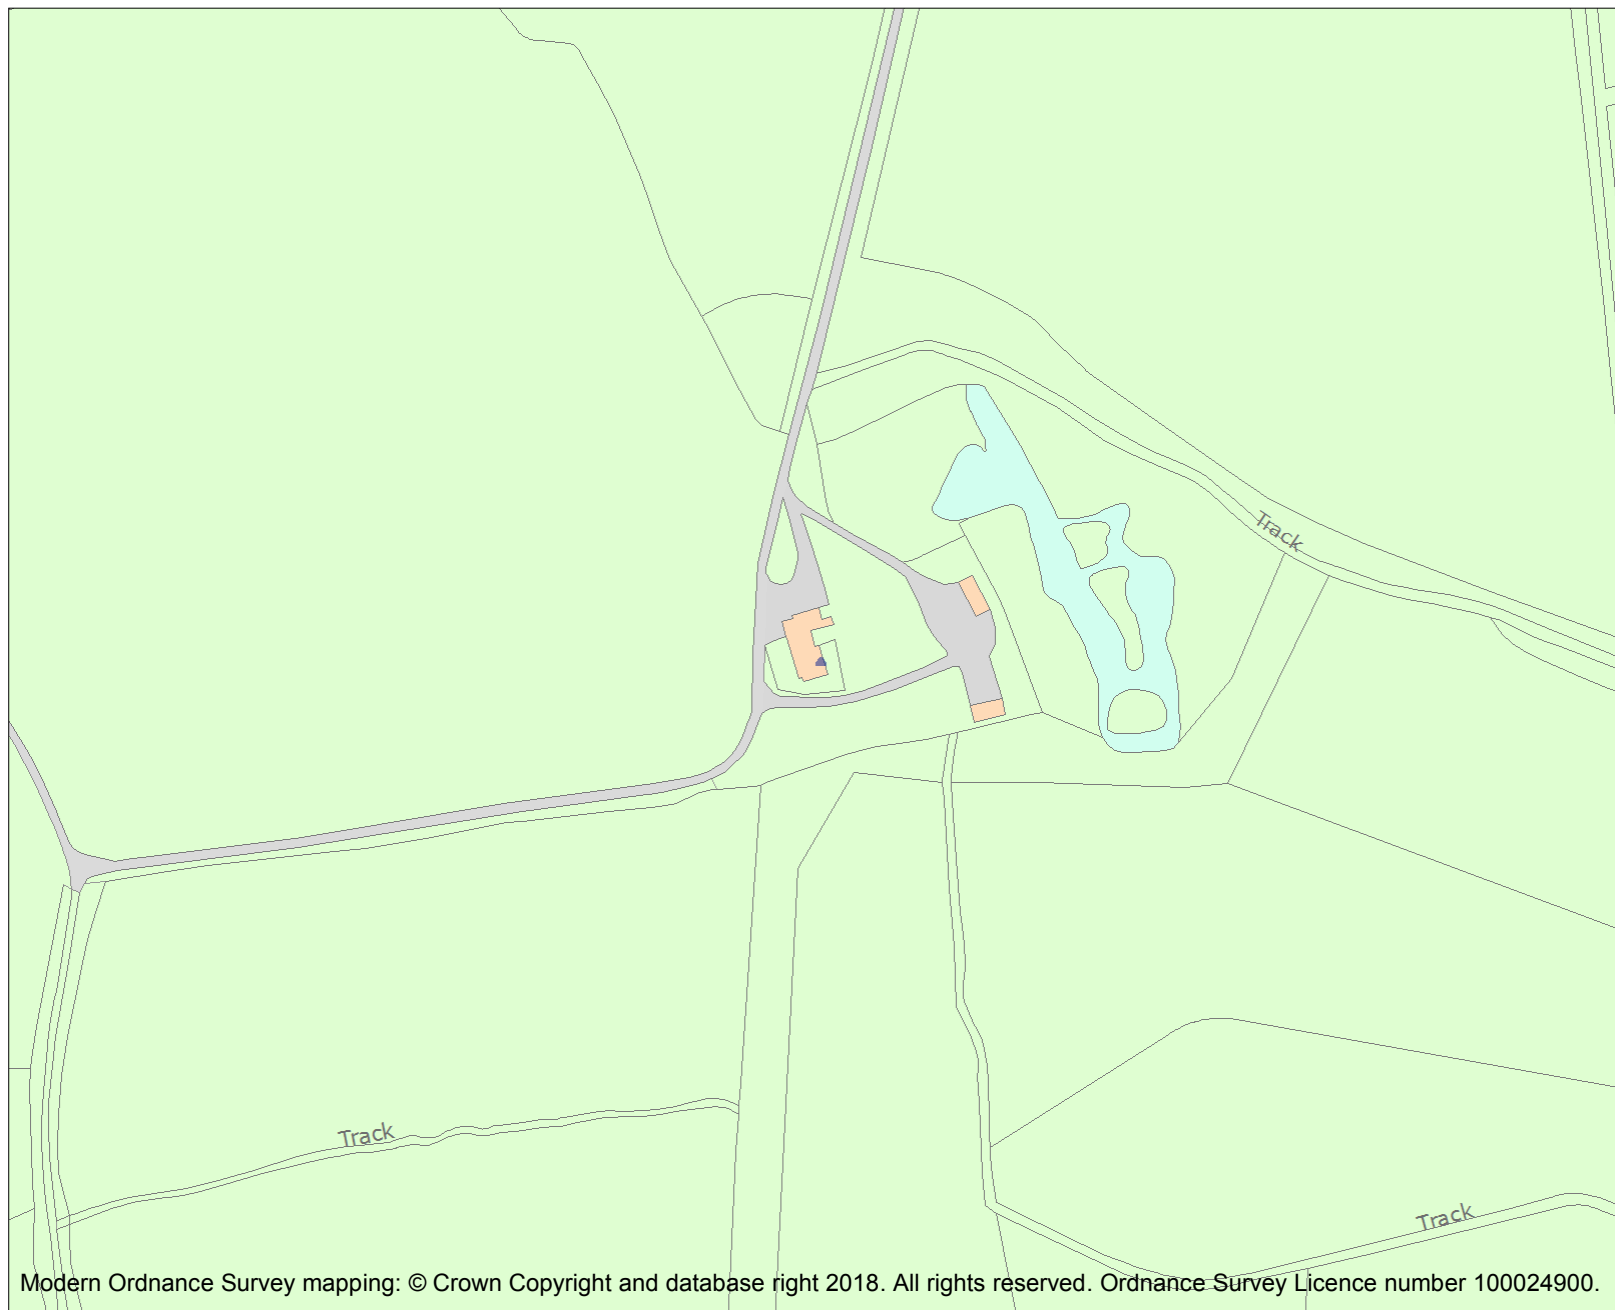 Track
Track
Track
Modern Ordnance Survey mapping: © Crown Copyright and database right 2018. All rights reserved. Ordnance Survey Licence number 100024900.